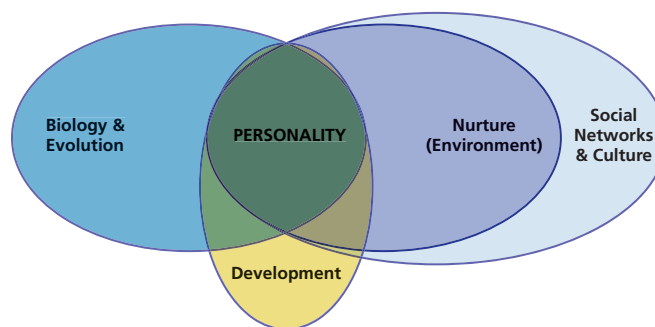 Biology &
Evolution
PERSONALITY
Nurture
(Environment)
Social
Networks
& Culture
Development